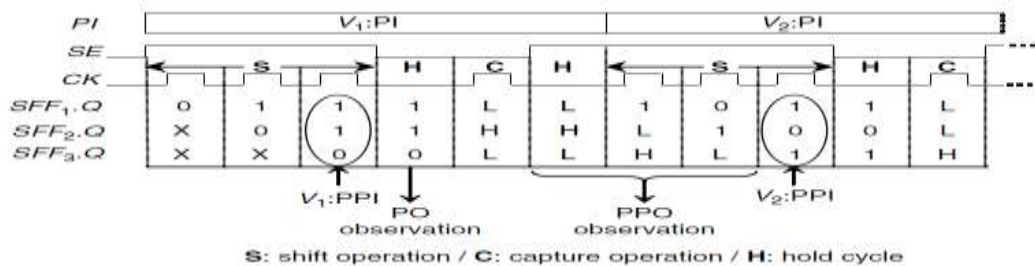 PI V₁:PI V₂:PI
SE
S H C H S H C
CK
SFF₁.Q 0 1 1 1 L L 1 0 1 1 L
SFF₂.Q X 0 1 1 H H L 1 0 0 L
SFF₃.Q X X 0 0 L L H L 1 1 H
V₁:PPI PO observation PPO observation V₂:PPI
S: shift operation / C: capture operation / H: hold cycle